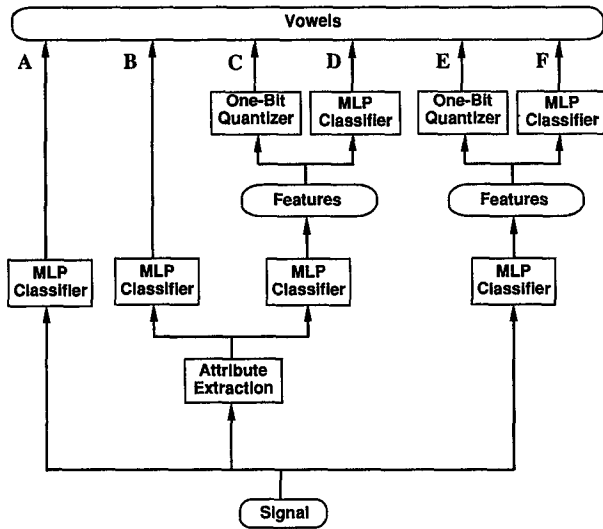 Vowels
A B C D E F
One-Bit
Quantizer
MLP
Classifier
One-Bit
Quantizer
MLP
Classifier
Features
Features
MLP
Classifier
MLP
Classifier
MLP
Classifier
MLP
Classifier
Attribute
Extraction
Signal